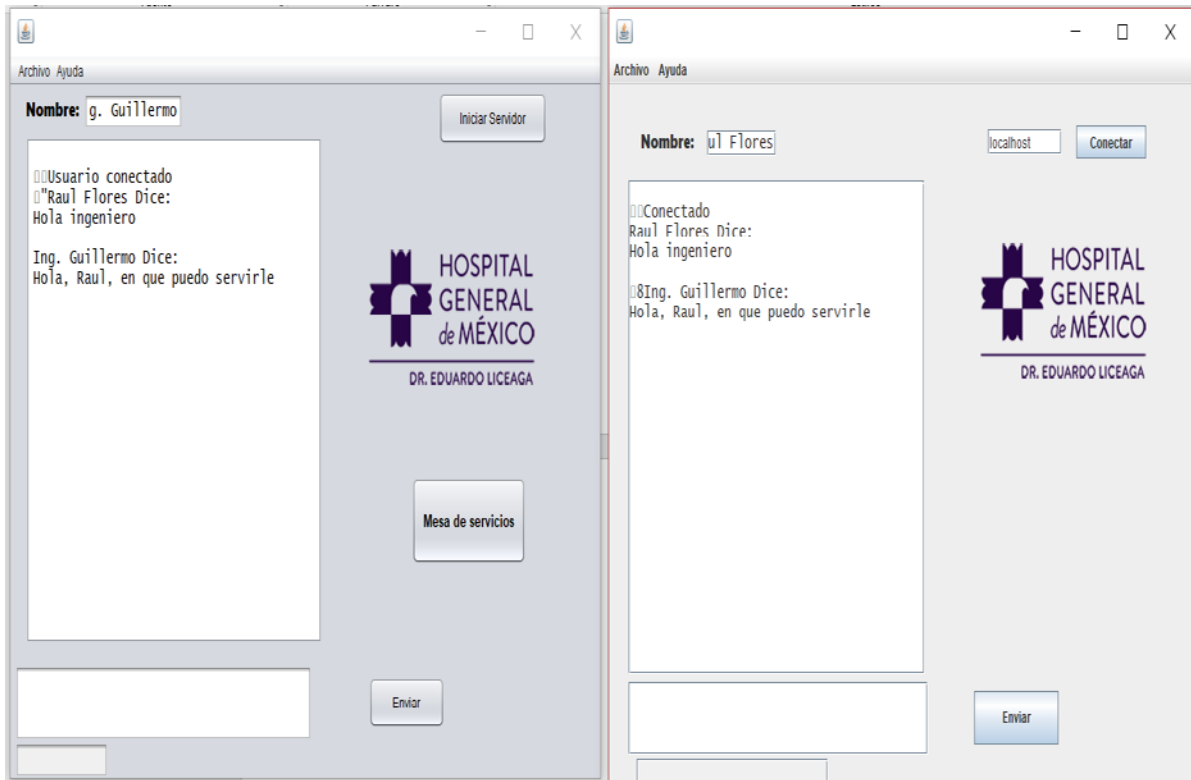 Archivo Ayuda
Nombre: g. Guillermo
Iniciar Servidor
Usuario conectado
"Raul Flores Dice:
Hola ingeniero
Ing. Guillermo Dice:
Hola, Raul, en que puedo servirle
HOSPITAL
GENERAL
de MÉXICO
DR. EDUARDO LICEAGA
Mesa de servicios
Enviar
Archivo Ayuda
Nombre: ul Flores
localhost
Conectar
Conectado
Raul Flores Dice:
Hola ingeniero
8Ing. Guillermo Dice:
Hola, Raul, en que puedo servirle
HOSPITAL
GENERAL
de MÉXICO
DR. EDUARDO LICEAGA
Enviar